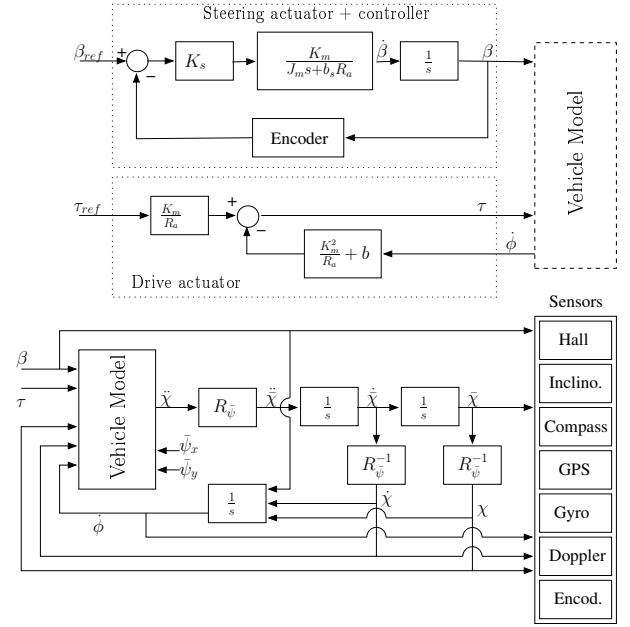 Steering actuator + controller
β_ref
+
−
K_s
K_m / J_m s+b_s R_a
β̇
1/s
β
Encoder
Vehicle Model
τ_ref
K_m / R_a
+
−
τ
K_m^2 / R_a + b
φ̇
Drive actuator
Sensors
β
τ
Vehicle Model
χ̈
R_ψ̄
χ̄̈
1/s
χ̄̇
1/s
χ̄
ψ̄_x
ψ̄_y
R_ψ̄^{-1}
R_ψ̄^{-1}
1/s
χ̇
χ
φ̇
Hall
Inclino.
Compass
GPS
Gyro
Doppler
Encod.